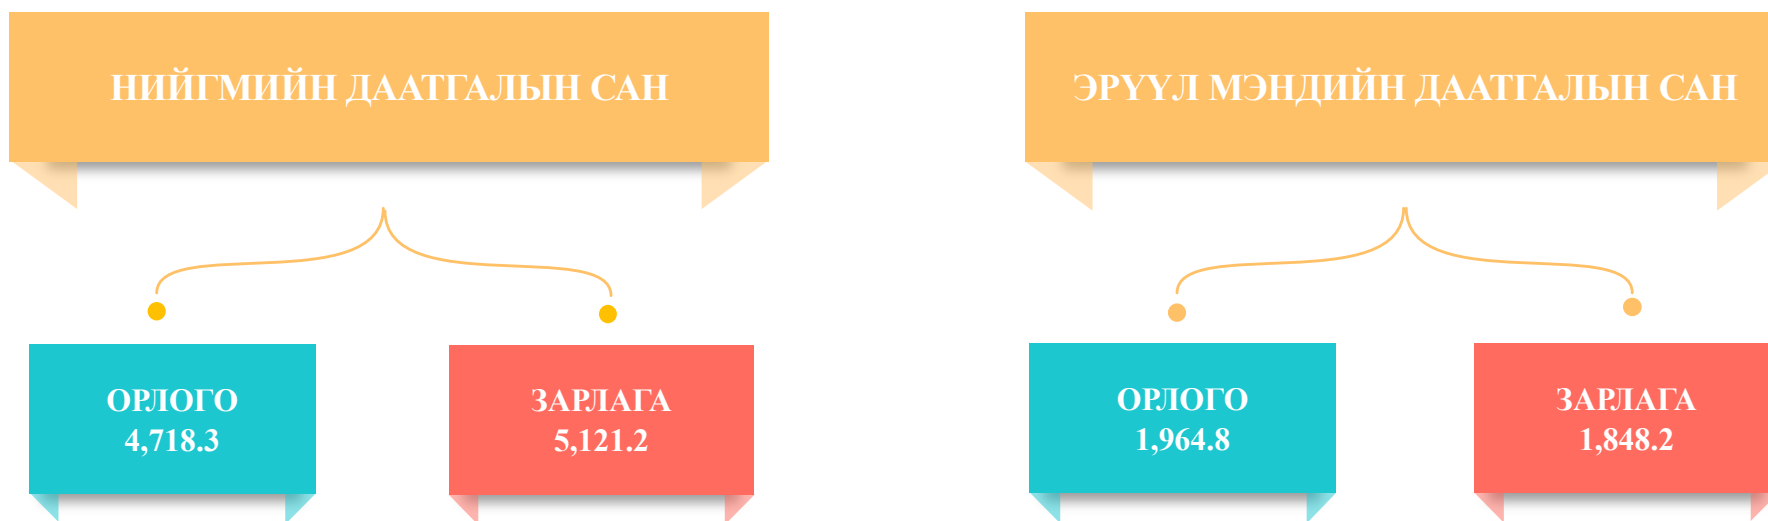 НИЙГМИЙН ДААТГАЛЫН САН
ОРЛОГО
4,718.3
ЗАРЛАГА
5,121.2
ЭРҮҮЛ МЭНДИЙН ДААТГАЛЫН САН
ОРЛОГО
1,964.8
ЗАРЛАГА
1,848.2